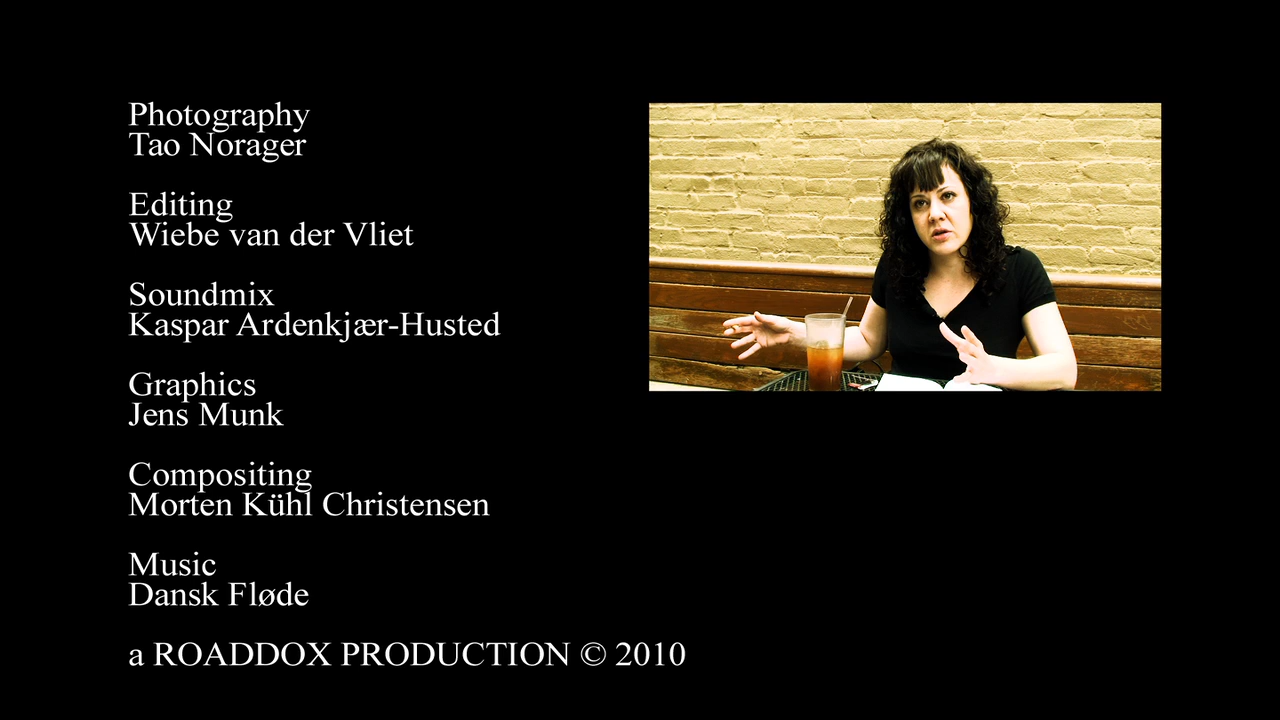 Photography
Tao Norager
Editing
Wiebe van der Vliet
Soundmix
Kaspar Ardenkjær-Husted
Graphics
Jens Munk
Compositing
Morten Kühl Christensen
Music
Dansk Fløde
a ROADDOX PRODUCTION © 2010